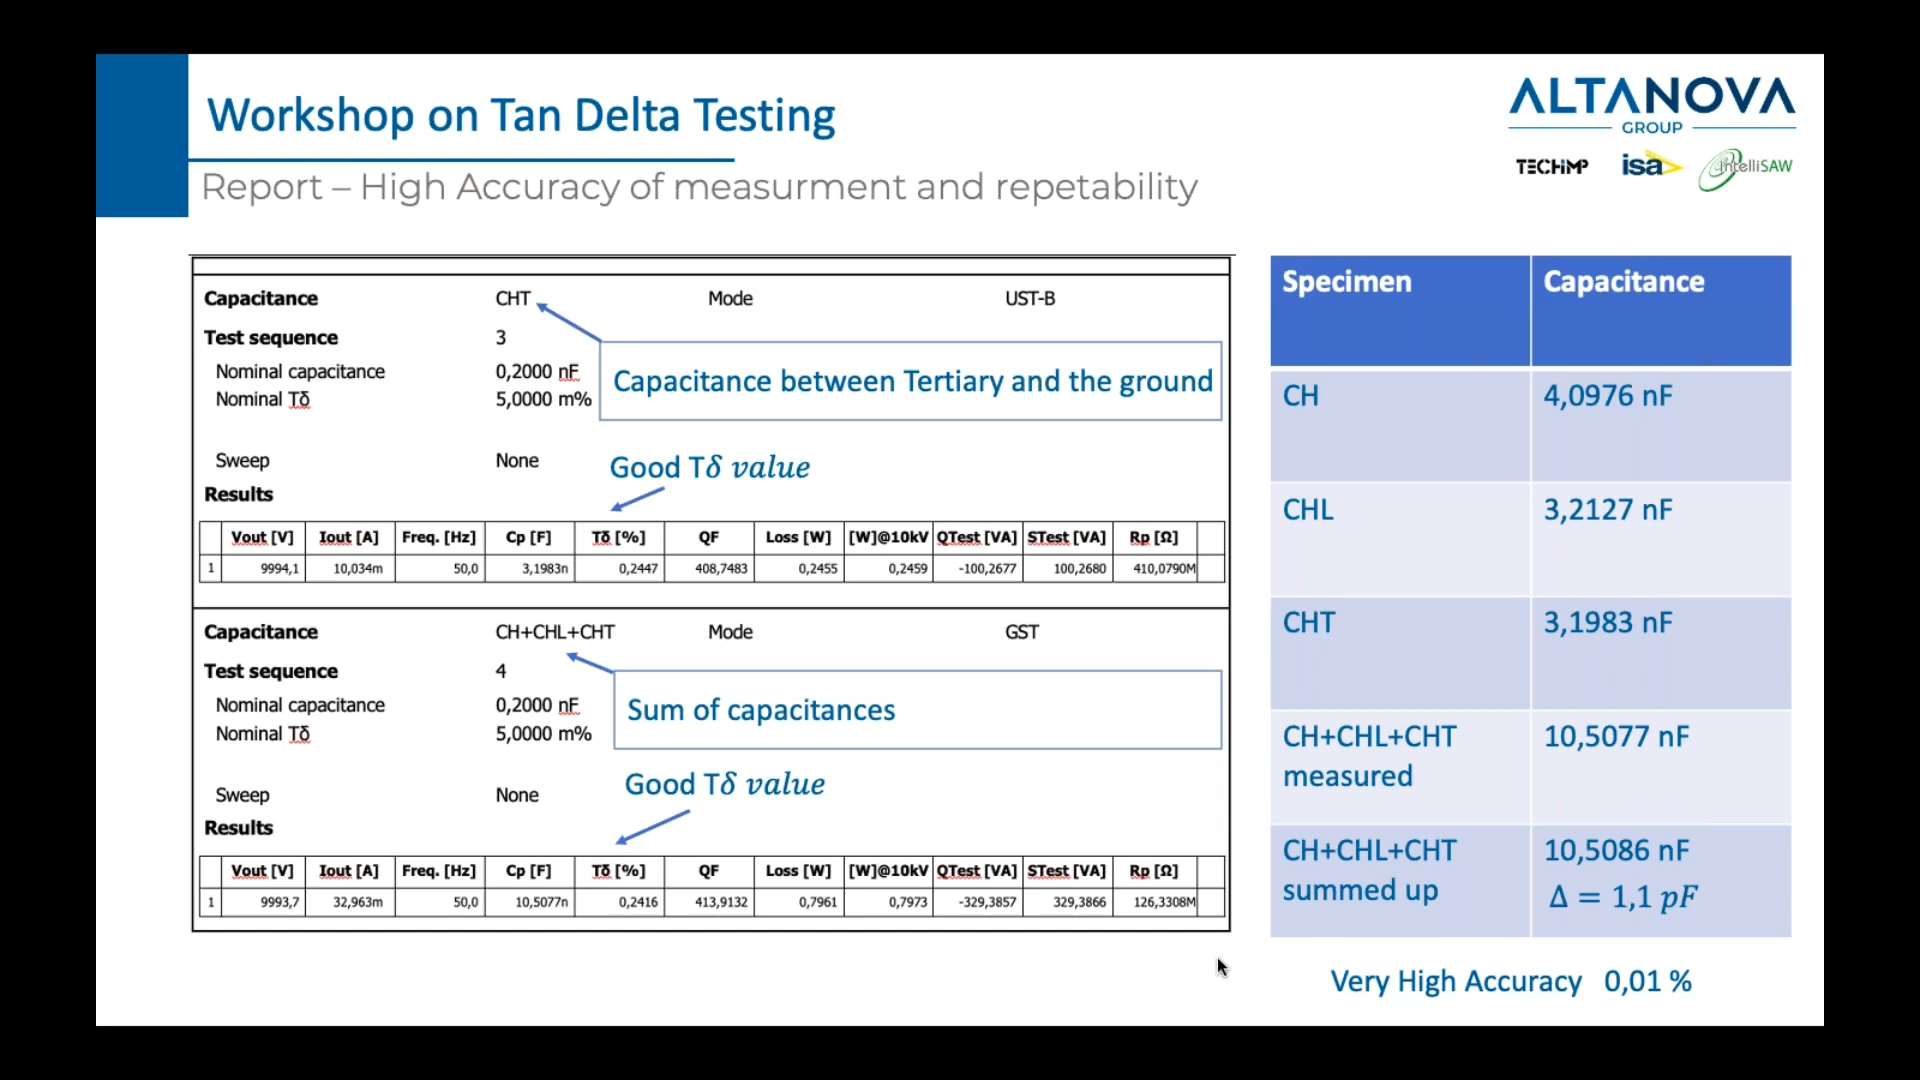 Workshop on Tan Delta Testing
Report – High Accuracy of measurment and repetability
ALTANOVA
GROUP
TECHIMP isa intelliSAW
Capacitance CHT Mode UST-B
Test sequence 3
Nominal capacitance 0,2000 nF
Nominal Tδ 5,0000 m%
Capacitance between Tertiary and the ground
Sweep None
Good Tδ value
Results
Vout [V] Iout [A] Freq. [Hz] Cp [F] Tδ [%] QF Loss [W] [W]@10kV QTest [VA] STest [VA] Rp [Ω]
1 9994,1 10,034m 50,0 3,1983n 0,2447 408,7483 0,2455 0,2459 -100,2677 100,2680 410,0790M
Capacitance CH+CHL+CHT Mode GST
Test sequence 4
Nominal capacitance 0,2000 nF
Nominal Tδ 5,0000 m%
Sum of capacitances
Good Tδ value
Sweep None
Results
Vout [V] Iout [A] Freq. [Hz] Cp [F] Tδ [%] QF Loss [W] [W]@10kV QTest [VA] STest [VA] Rp [Ω]
1 9993,7 32,963m 50,0 10,5077n 0,2416 413,9132 0,7961 0,7973 -329,3857 329,3866 126,3308M
Specimen Capacitance
CH 4,0976 nF
CHL 3,2127 nF
CHT 3,1983 nF
CH+CHL+CHT 10,5077 nF
measured
CH+CHL+CHT 10,5086 nF
summed up Δ = 1,1 pF
Very High Accuracy 0,01 %